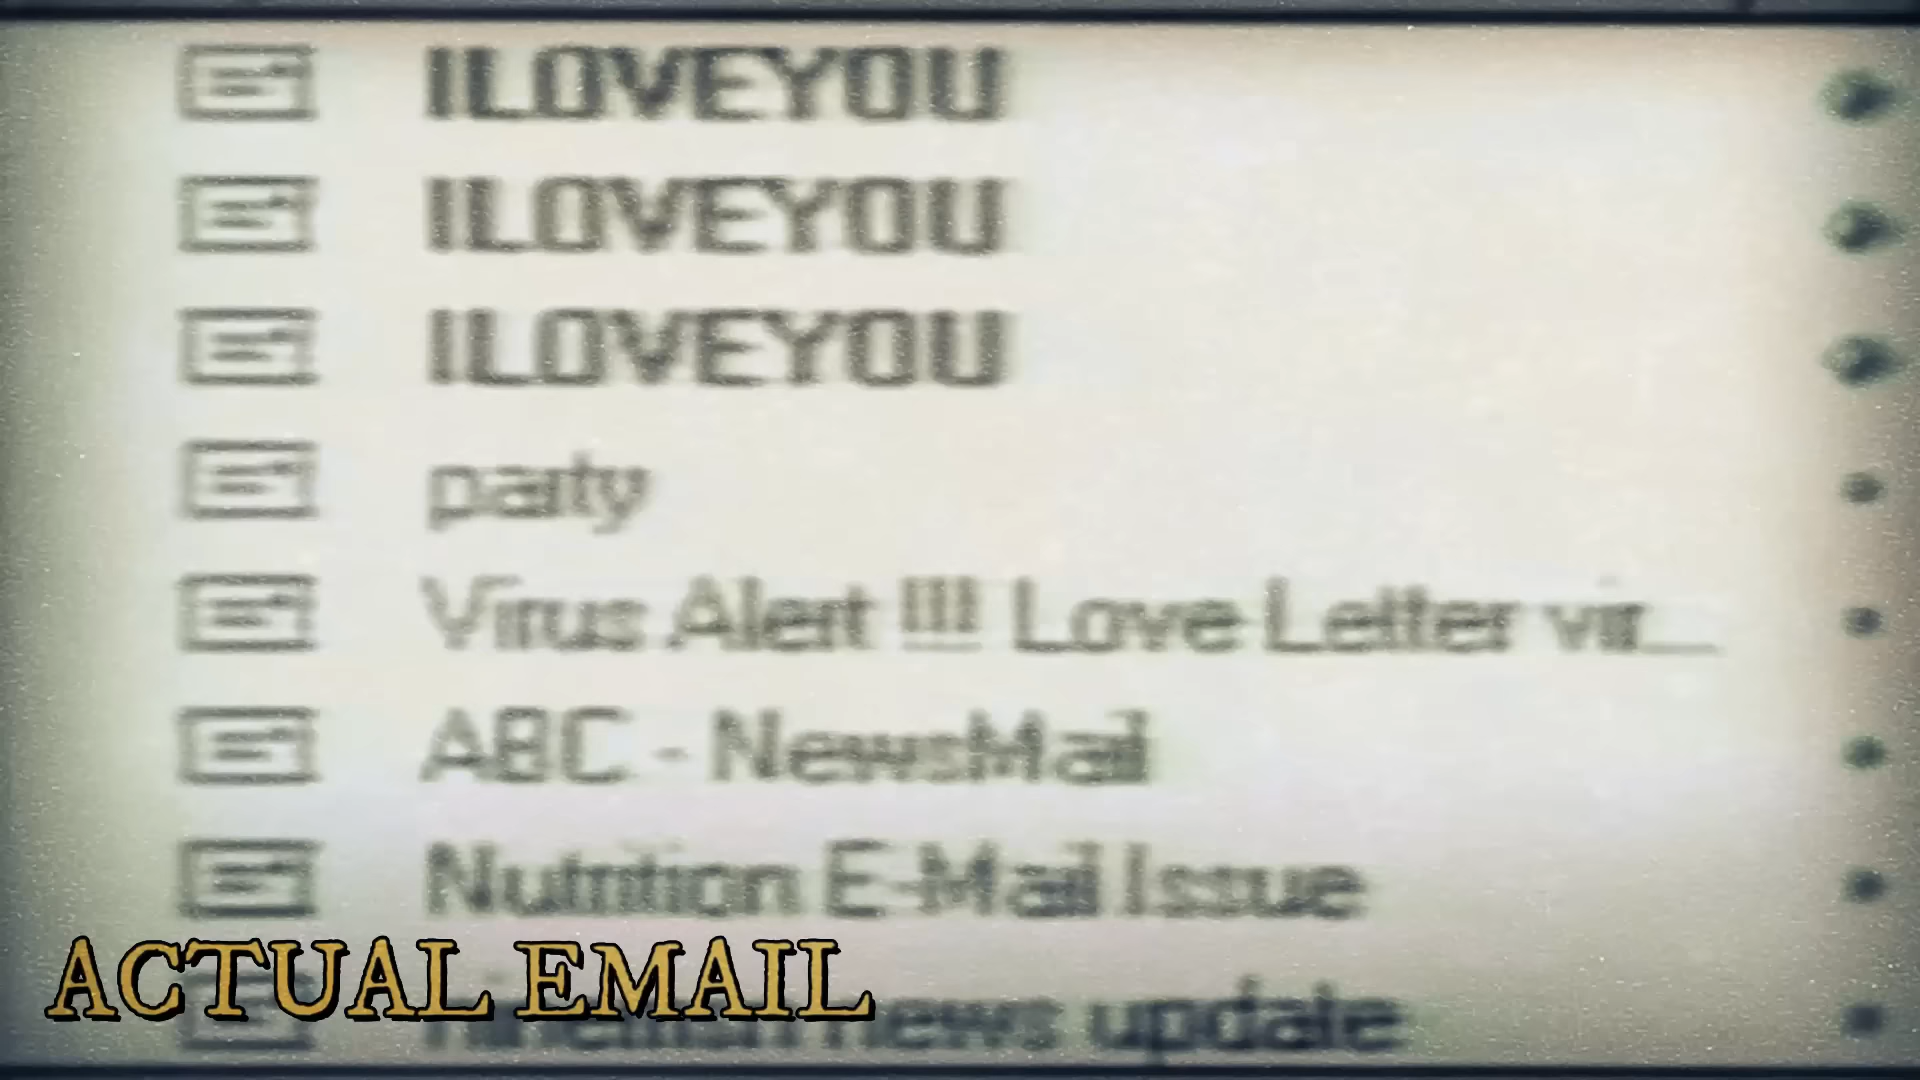 ILOVEYOU
ILOVEYOU
ILOVEYOU
party
Virus Alert !!! Love Letter vir...
ABC - NewsMail
Nutrition E-Mail Issue
news update
ACTUAL EMAIL